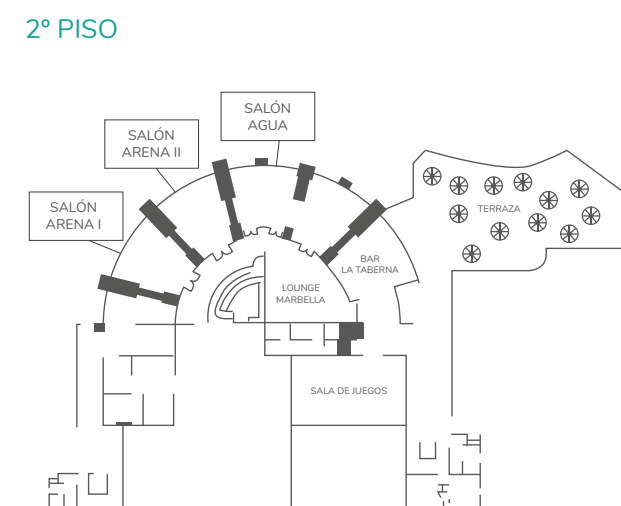 2º PISO
SALÓN
AGUA
SALÓN
ARENA II
SALÓN
ARENA I
TERRAZA
BAR
LA TABERNA
LOUNGE
MARBELLA
SALA DE JUEGOS